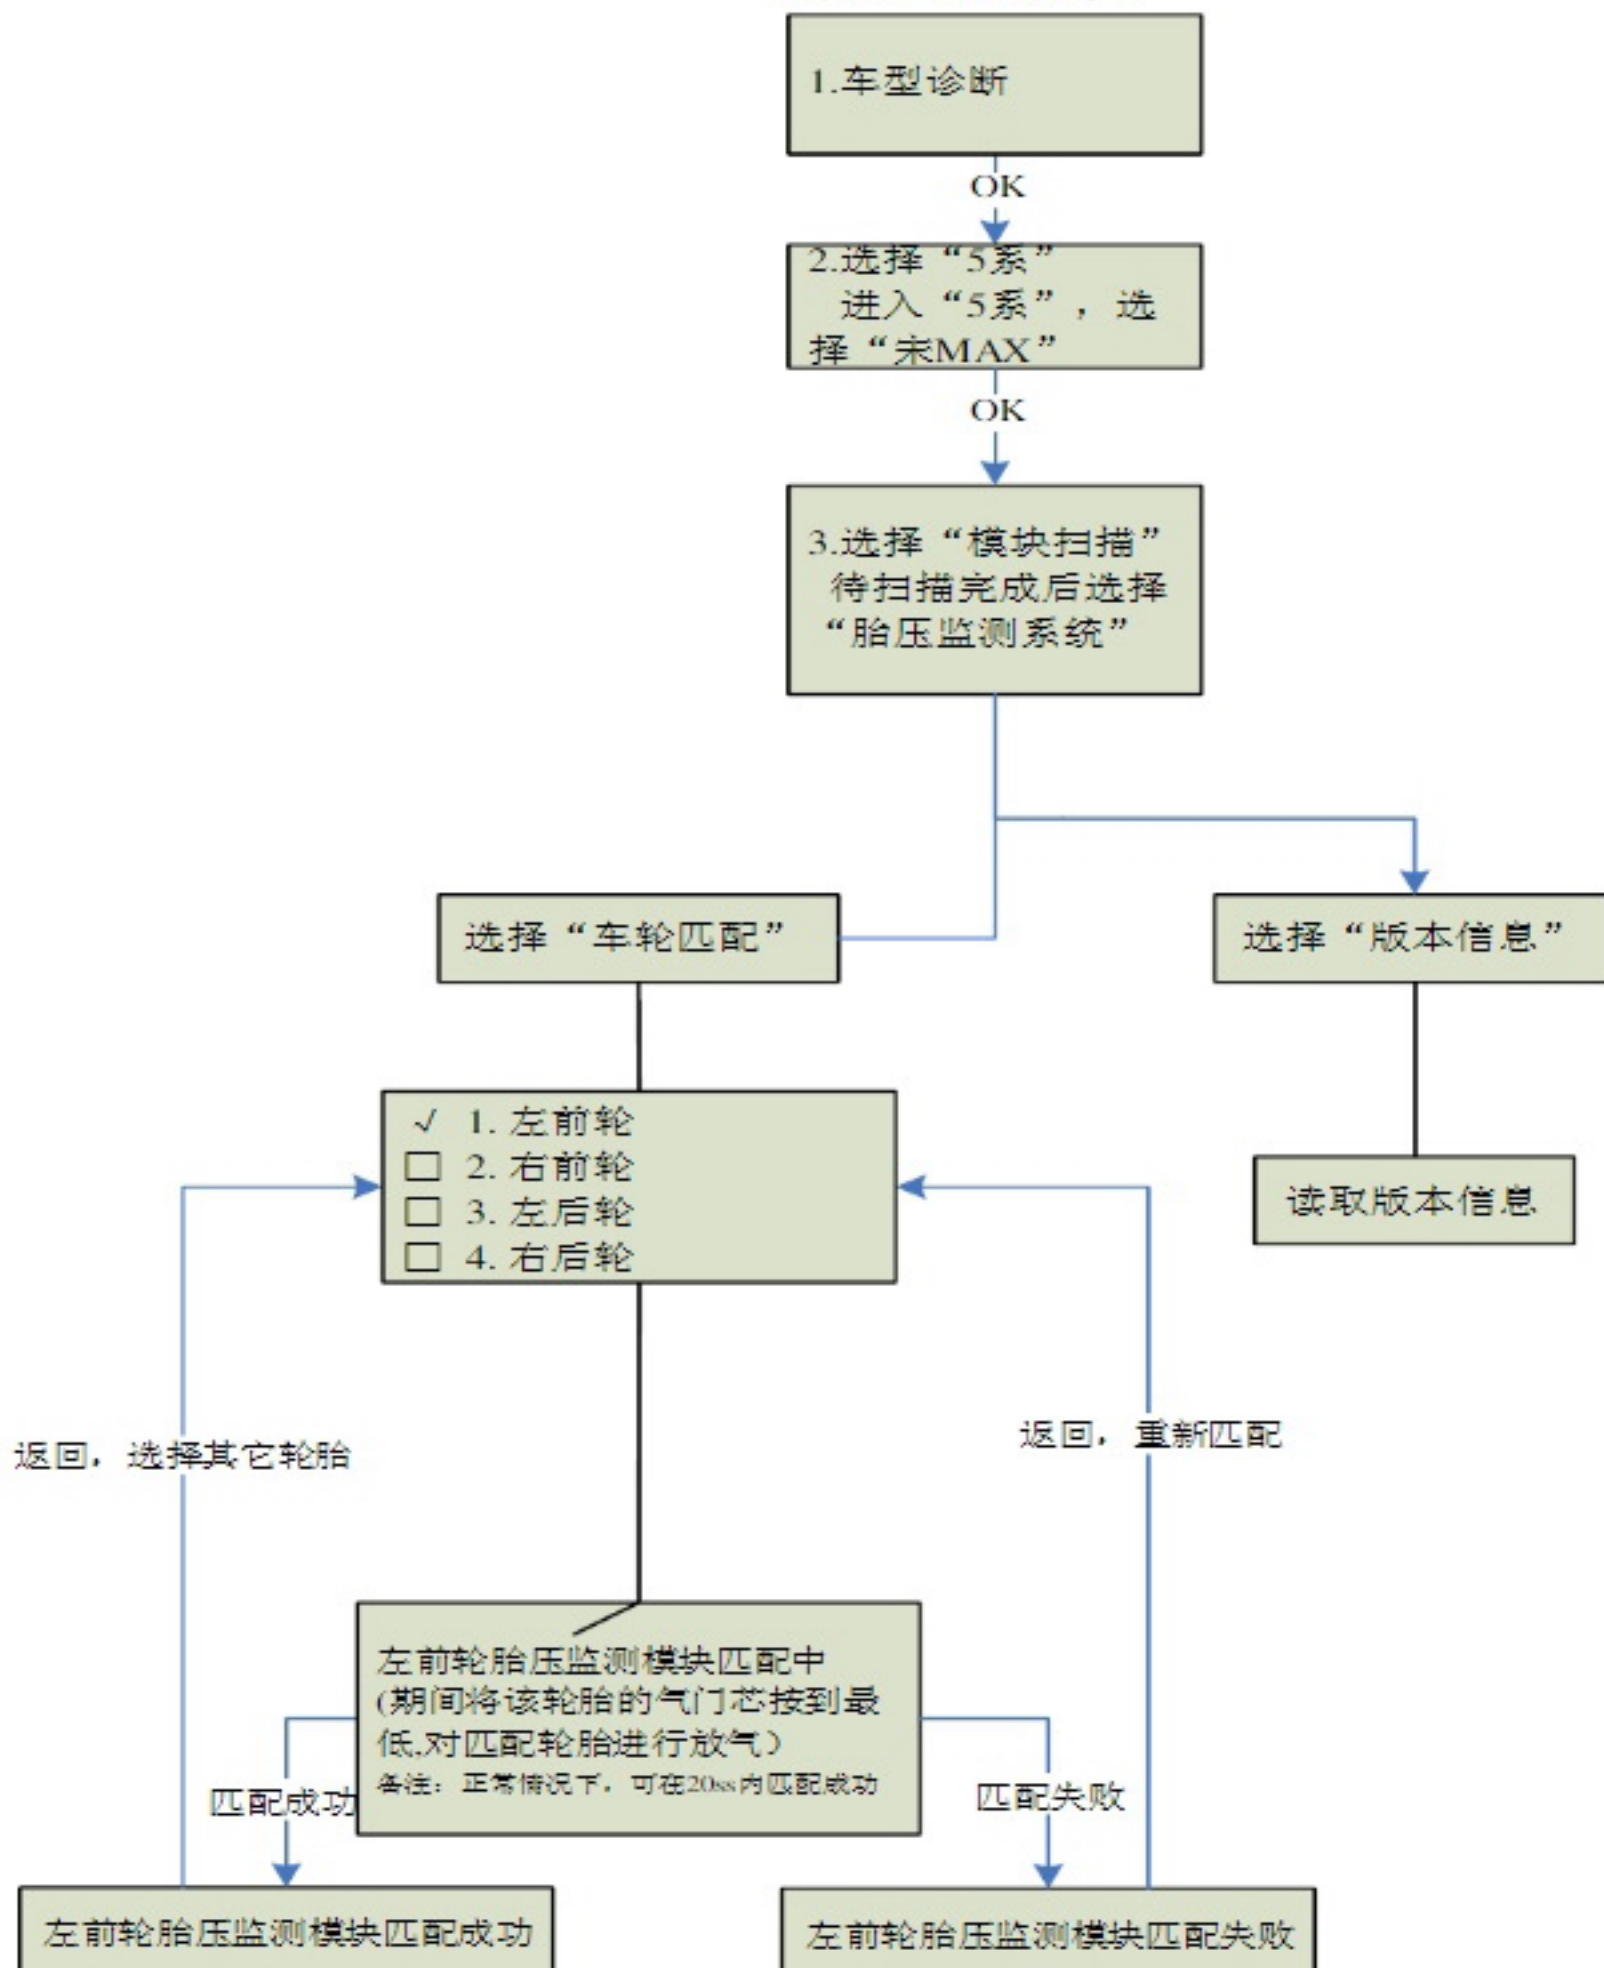 1.车型诊断
OK
2.选择“5系”
进入“5系”，选
择“宋MAX”
OK
3.选择“模块扫描”
待扫描完成后选择
“胎压监测系统”
选择“车轮匹配”
选择“版本信息”
√ 1. 左前轮
□ 2. 右前轮
□ 3. 左后轮
□ 4. 右后轮
读取版本信息
返回，重新匹配
返回，选择其它轮胎
左前轮胎压监测模块匹配中
(期间将该轮胎的气门芯按到最
低,对匹配轮胎进行放气）
备注：正常情况下，可在20ss内匹配成功
匹配成功
匹配失败
左前轮胎压监测模块匹配成功
左前轮胎压监测模块匹配失败